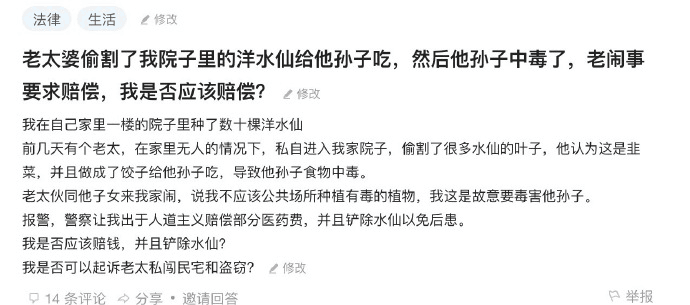 法律 生活 修改
老太婆偷割了我院子里的洋水仙给他孙子吃，然后他孙子中毒了，老闹事
要求赔偿，我是否应该赔偿？ 修改
我在自己家里一楼的院子里种了数十棵洋水仙
前几天有个老太，在家里无人的情况下，私自进入我家院子，偷割了很多水仙的叶子，他认为这是韭
菜，并且做成了饺子给他孙子吃，导致他孙子食物中毒。
老太伙同他子女来我家闹，说我不应该公共场所种植有毒的植物，我这是故意要毒害他孙子。
报警，警察让我出于人道主义赔偿部分医药费，并且铲除水仙以免后患。
我是否应该赔钱，并且铲除水仙?
我是否可以起诉老太私闯民宅和盗窃? 修改
14 条评论 分享 • 邀请回答 举报